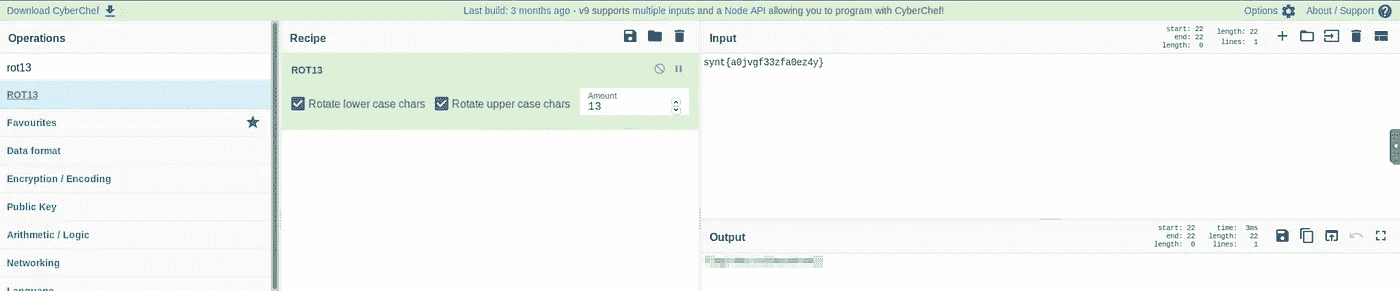 Download CyberChef
Last build: 3 months ago - v9 supports multiple inputs and a Node API allowing you to program with CyberChef!
Options
About / Support
Operations
rot13
ROT13
Favourites
Data format
Encryption / Encoding
Public Key
Arithmetic / Logic
Networking
Language
Recipe
ROT13
Rotate lower case chars
Rotate upper case chars
Amount
13
Input
start: 22
end: 22
length: 0
length: 22
lines: 1
synt{a0jvgf33zfa0ez4y}
Output
start: 22
end: 22
length: 0
time: 3ms
length: 22
lines: 1